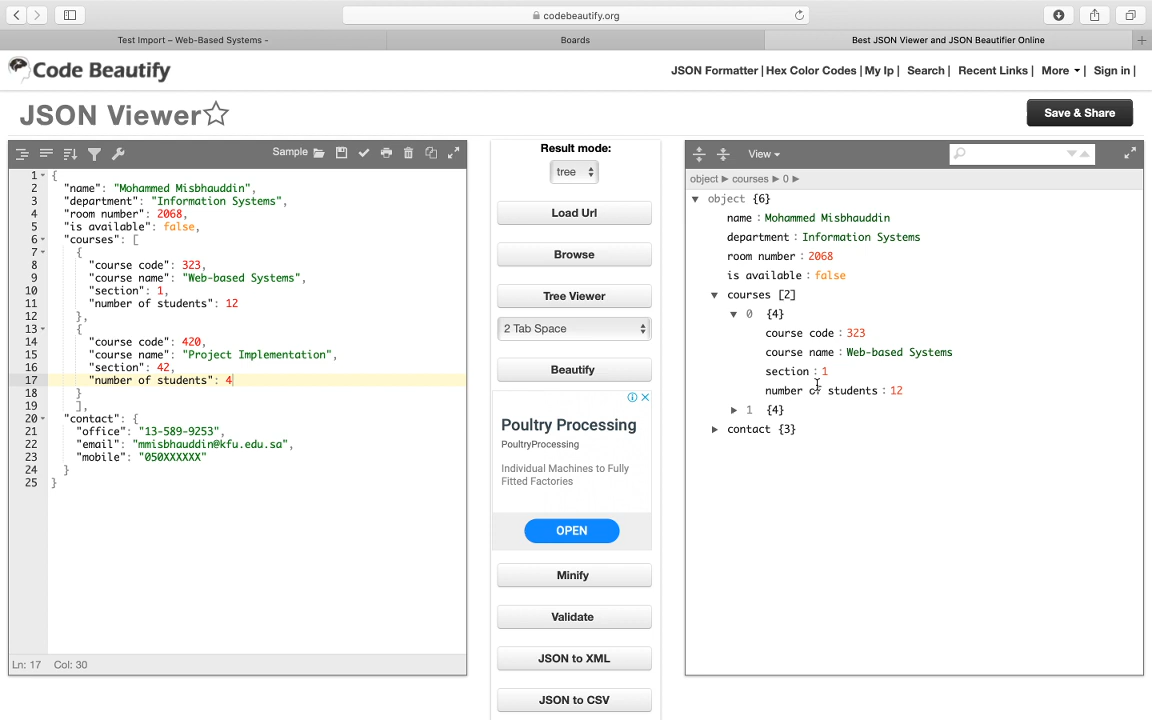 codebeautify.org
Test Import – Web-Based Systems -
Boards
Best JSON Viewer and JSON Beautifier Online
Code Beautify
JSON Formatter | Hex Color Codes | My Ip | Search | Recent Links | More | Sign in |
JSON Viewer
Save & Share
Sample
1 {
2 "name": "Mohammed Misbhauddin",
3 "department": "Information Systems",
4 "room number": 2068,
5 "is available": false,
6 "courses": [
7 {
8 "course code": 323,
9 "course name": "Web-based Systems",
10 "section": 1,
11 "number of students": 12
12 },
13 {
14 "course code": 420,
15 "course name": "Project Implementation",
16 "section": 42,
17 "number of students": 4
18 }
19 ],
20 "contact": {
21 "office": "13-589-9253",
22 "email": "mmisbhauddin@kfu.edu.sa",
23 "mobile": "050XXXXXX"
24 }
25 }
Ln: 17 Col: 30
Result mode:
tree
Load Url
Browse
Tree Viewer
2 Tab Space
Beautify
Poultry Processing
PoultryProcessing
Individual Machines to Fully
Fitted Factories
OPEN
Minify
Validate
JSON to XML
JSON to CSV
View
object ▶ courses ▶ 0 ▶
object {6}
name : Mohammed Misbhauddin
department : Information Systems
room number : 2068
is available : false
courses [2]
0 {4}
course code : 323
course name : Web-based Systems
section : 1
number of students : 12
1 {4}
contact {3}